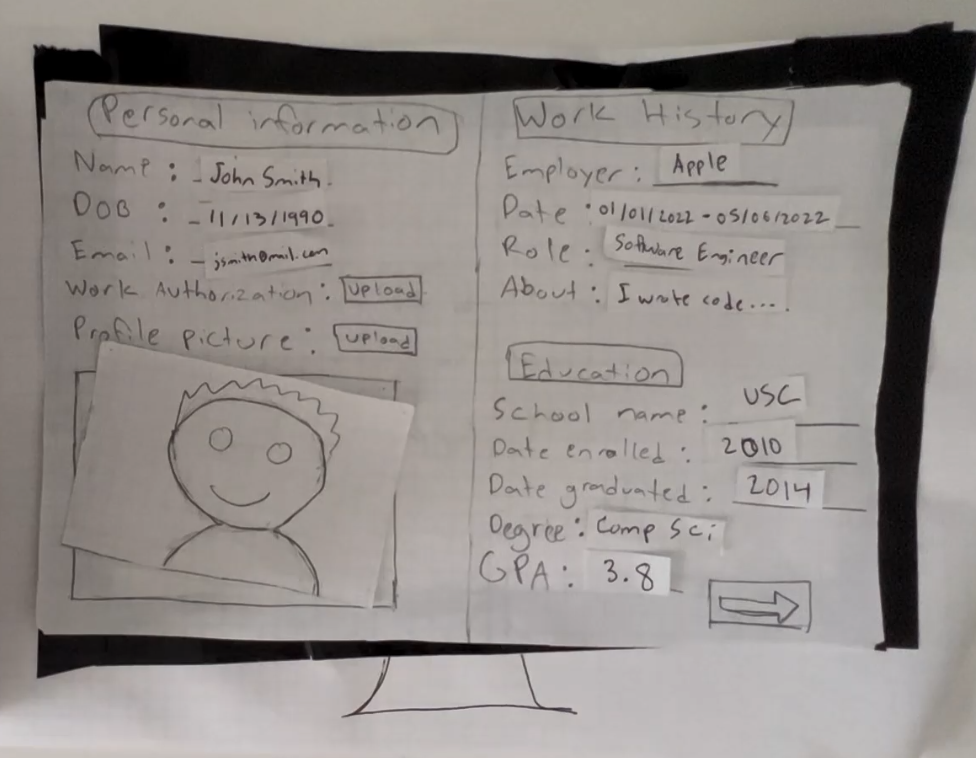 Personal information
Name: John Smith
DOB: 11/13/1990
Email: jsmith@mail.com
Work Authorization: upload
Profile picture: upload
Work History
Employer: Apple
Date: 01/01/2022 - 05/06/2022
Role: Software Engineer
About: I wrote code...
Education
School name: USC
Date enrolled: 2010
Date graduated: 2014
Degree: Comp Sci
GPA: 3.8